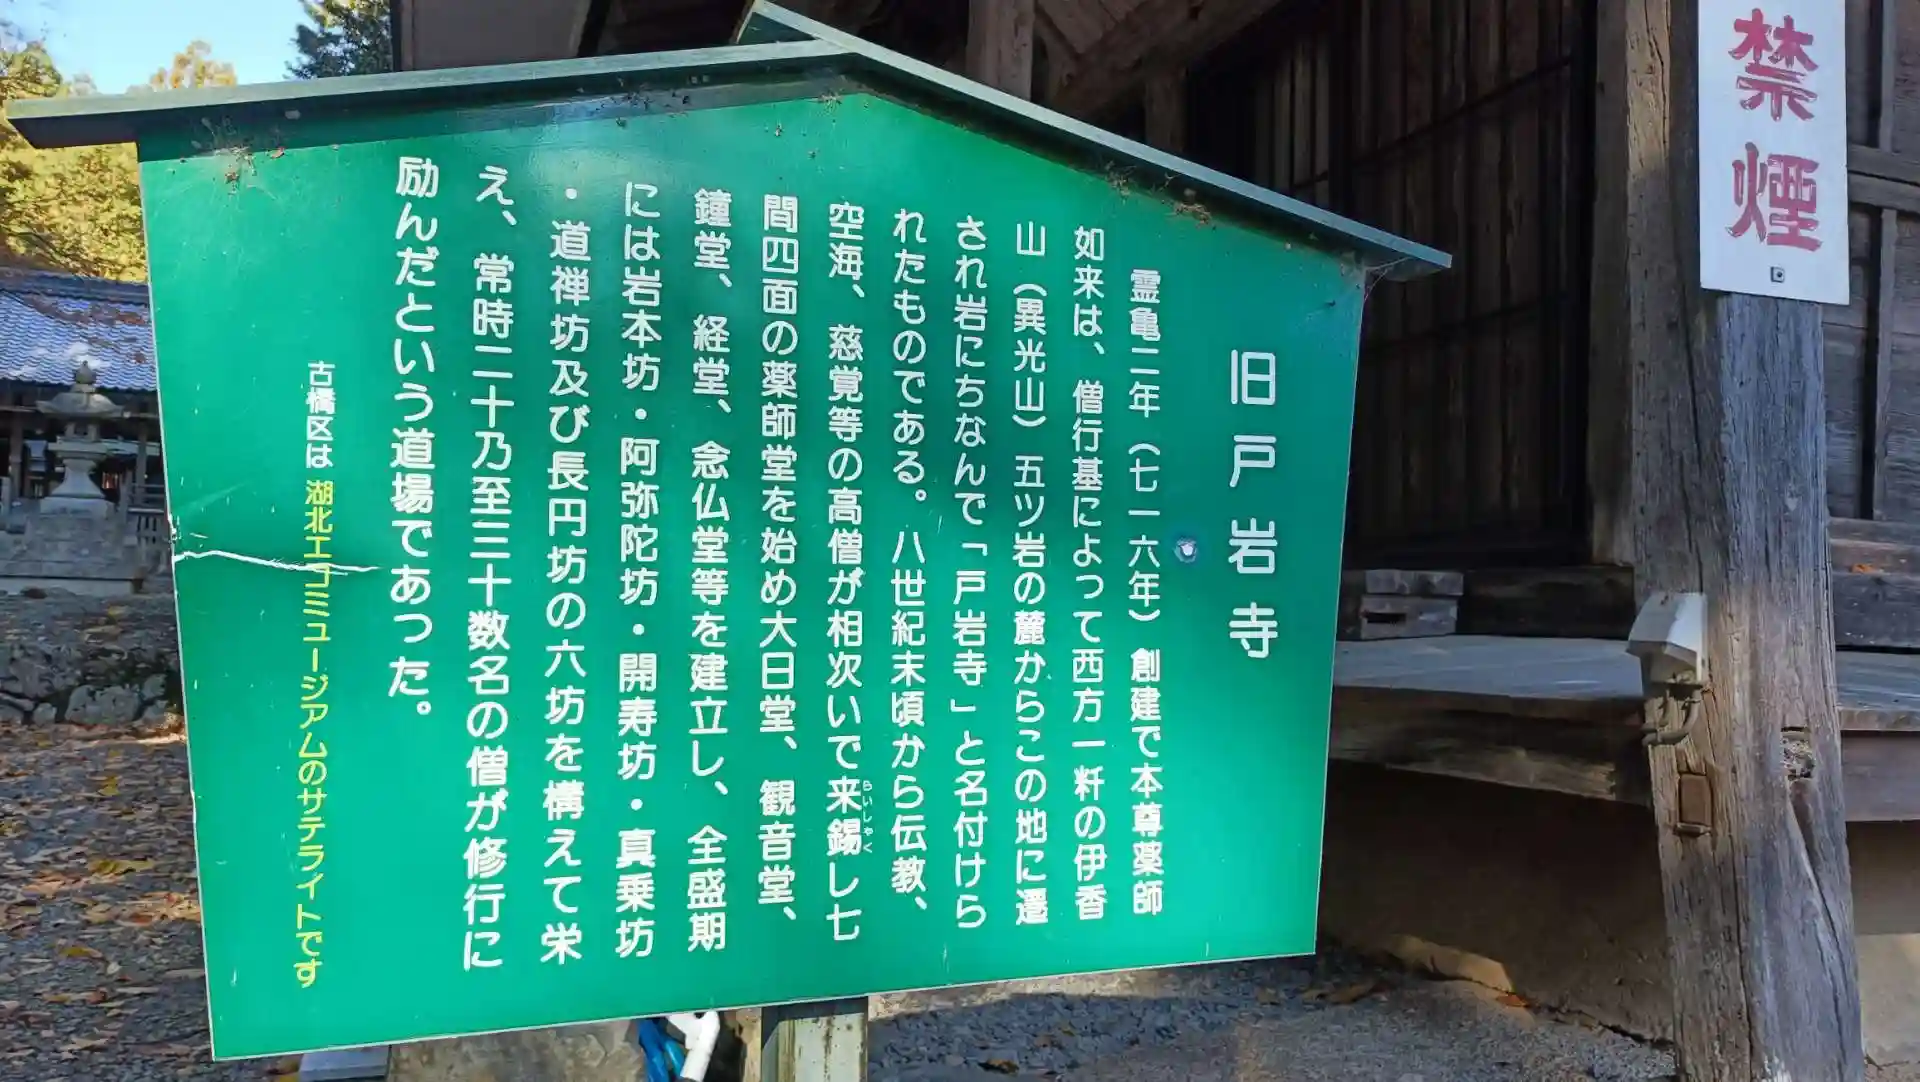 旧戸岩寺
霊亀二年（七一六年）創建で本尊薬師
如来は、僧行基によって西方一粁の伊香
山（異光山）五ツ岩の麓からこの地に遷
され岩にちなんで「戸岩寺」と名付けら
れたものである。八世紀末頃から伝教、
空海、慈覚等の高僧が相次いで来錫し七
らいしゃく
間四面の薬師堂を始め大日堂、観音堂、
鐘堂、経堂、念仏堂等を建立し、全盛期
には岩本坊・阿弥陀坊・開寿坊・真乗坊
・道禅坊及び長円坊の六坊を構えて栄
え、常時二十乃至三十数名の僧が修行に
励んだという道場であった。
古橋区は 湖北エコミュージアムのサテライトです
禁煙